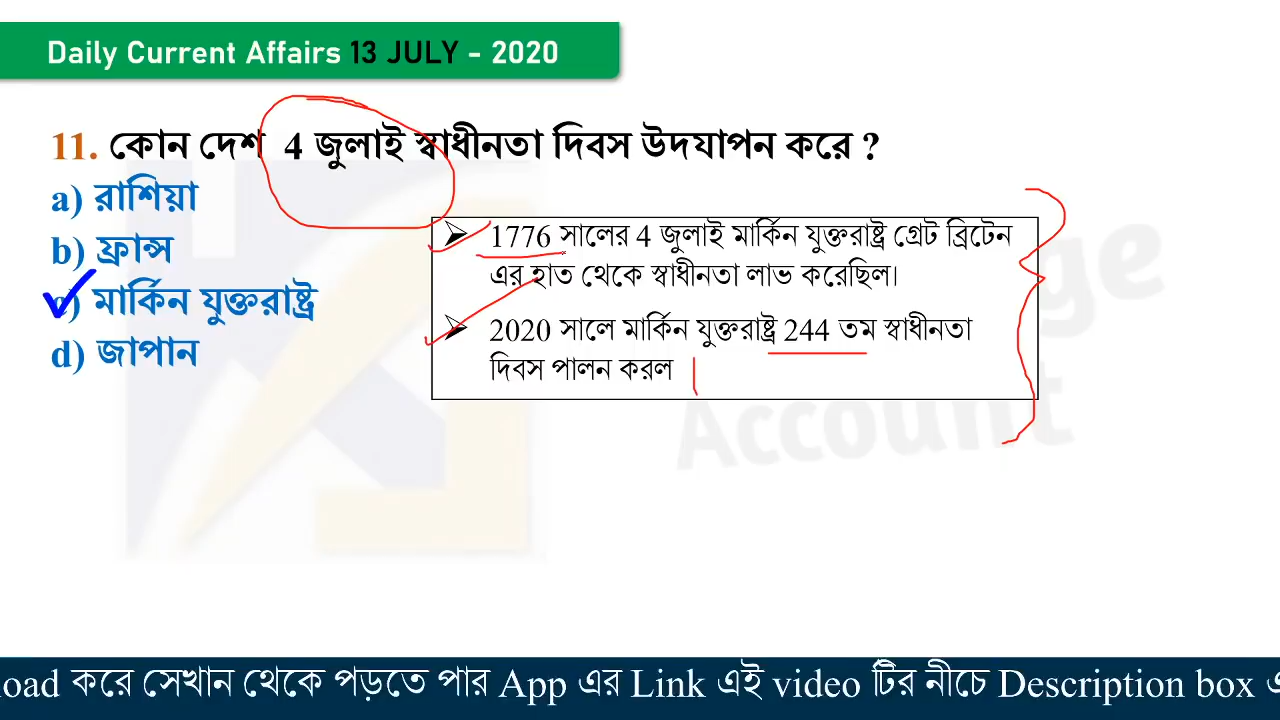 Daily Current Affairs 13 JULY - 2020
11. কোন দেশ 4 জুলাই স্বাধীনতা দিবস উদযাপন করে ?
a) রাশিয়া
b) ফ্রান্স
c) মার্কিন যুক্তরাষ্ট্র
d) জাপান
➢ 1776 সালের 4 জুলাই মার্কিন যুক্তরাষ্ট্র গ্রেট ব্রিটেন
এর হাত থেকে স্বাধীনতা লাভ করেছিল।
➢ 2020 সালে মার্কিন যুক্তরাষ্ট্র 244 তম স্বাধীনতা
দিবস পালন করল
Account
oad করে সেখান থেকে পড়তে পার App এর Link এই video টির নীচে Description box